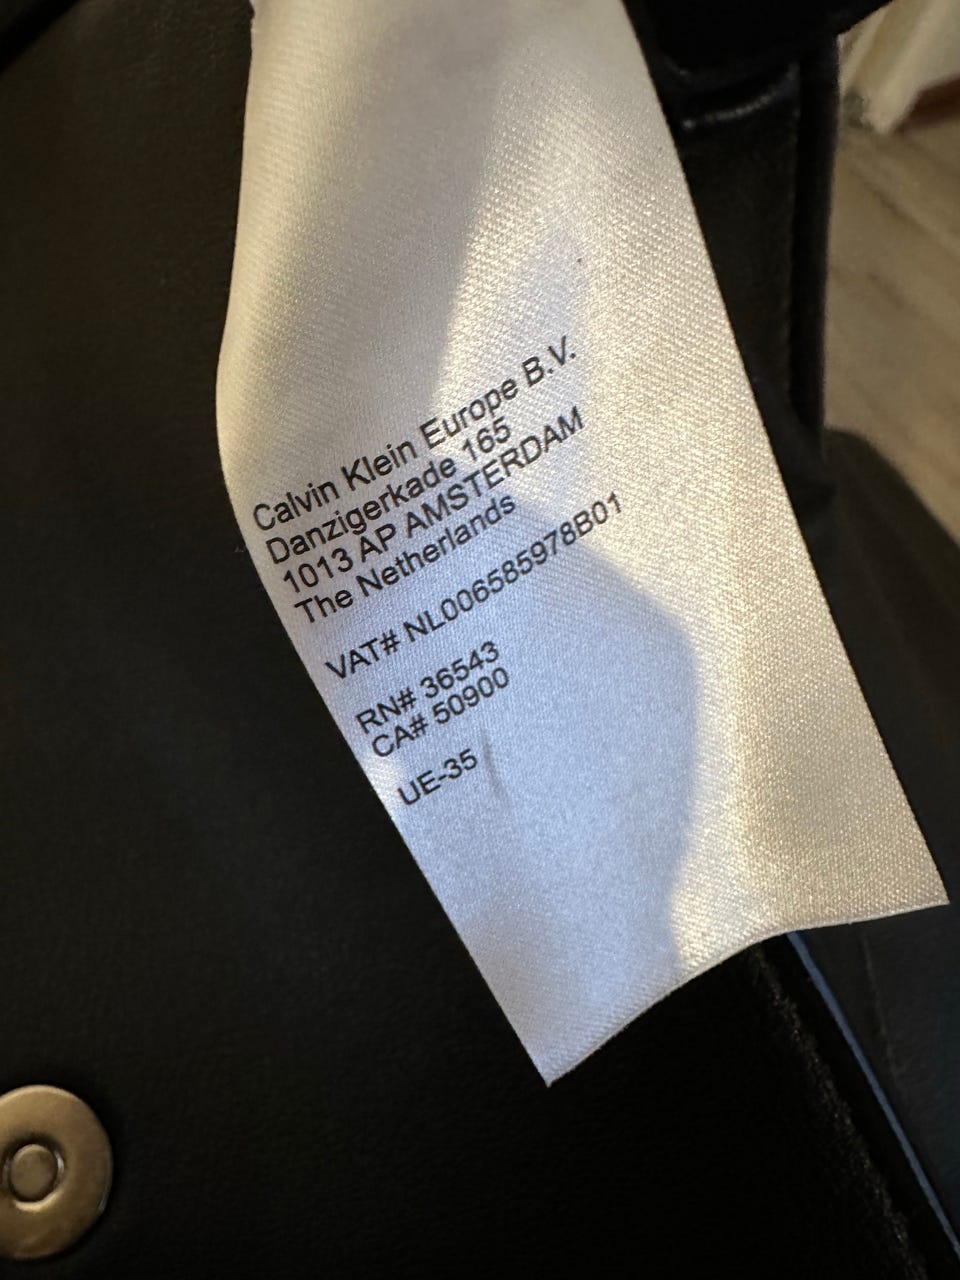 Calvin Klein Europe B.V.
Danzigerkade 165
1013 AP AMSTERDAM
The Netherlands
VAT# NL006585978B01
RN# 36543
CA# 50900
UE-35